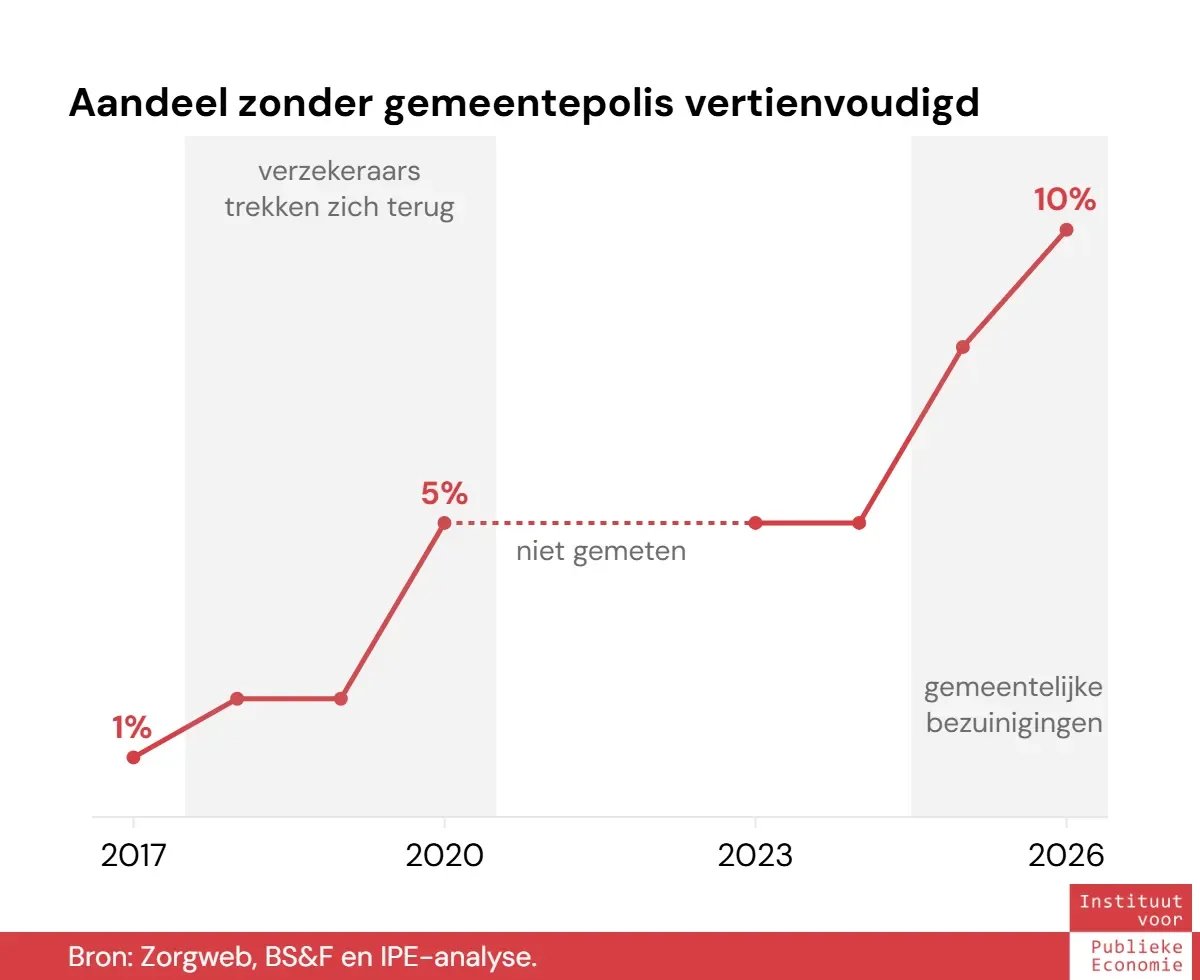 Aandeel zonder gemeentepolis vertienvoudigd
verzekeraars
trekken zich terug
10%
5%
niet gemeten
gemeentelijke
bezuinigingen
1%
2017
2020
2023
2026
Instituut
voor
Publieke
Economie
Bron: Zorgweb, BS&F en IPE-analyse.